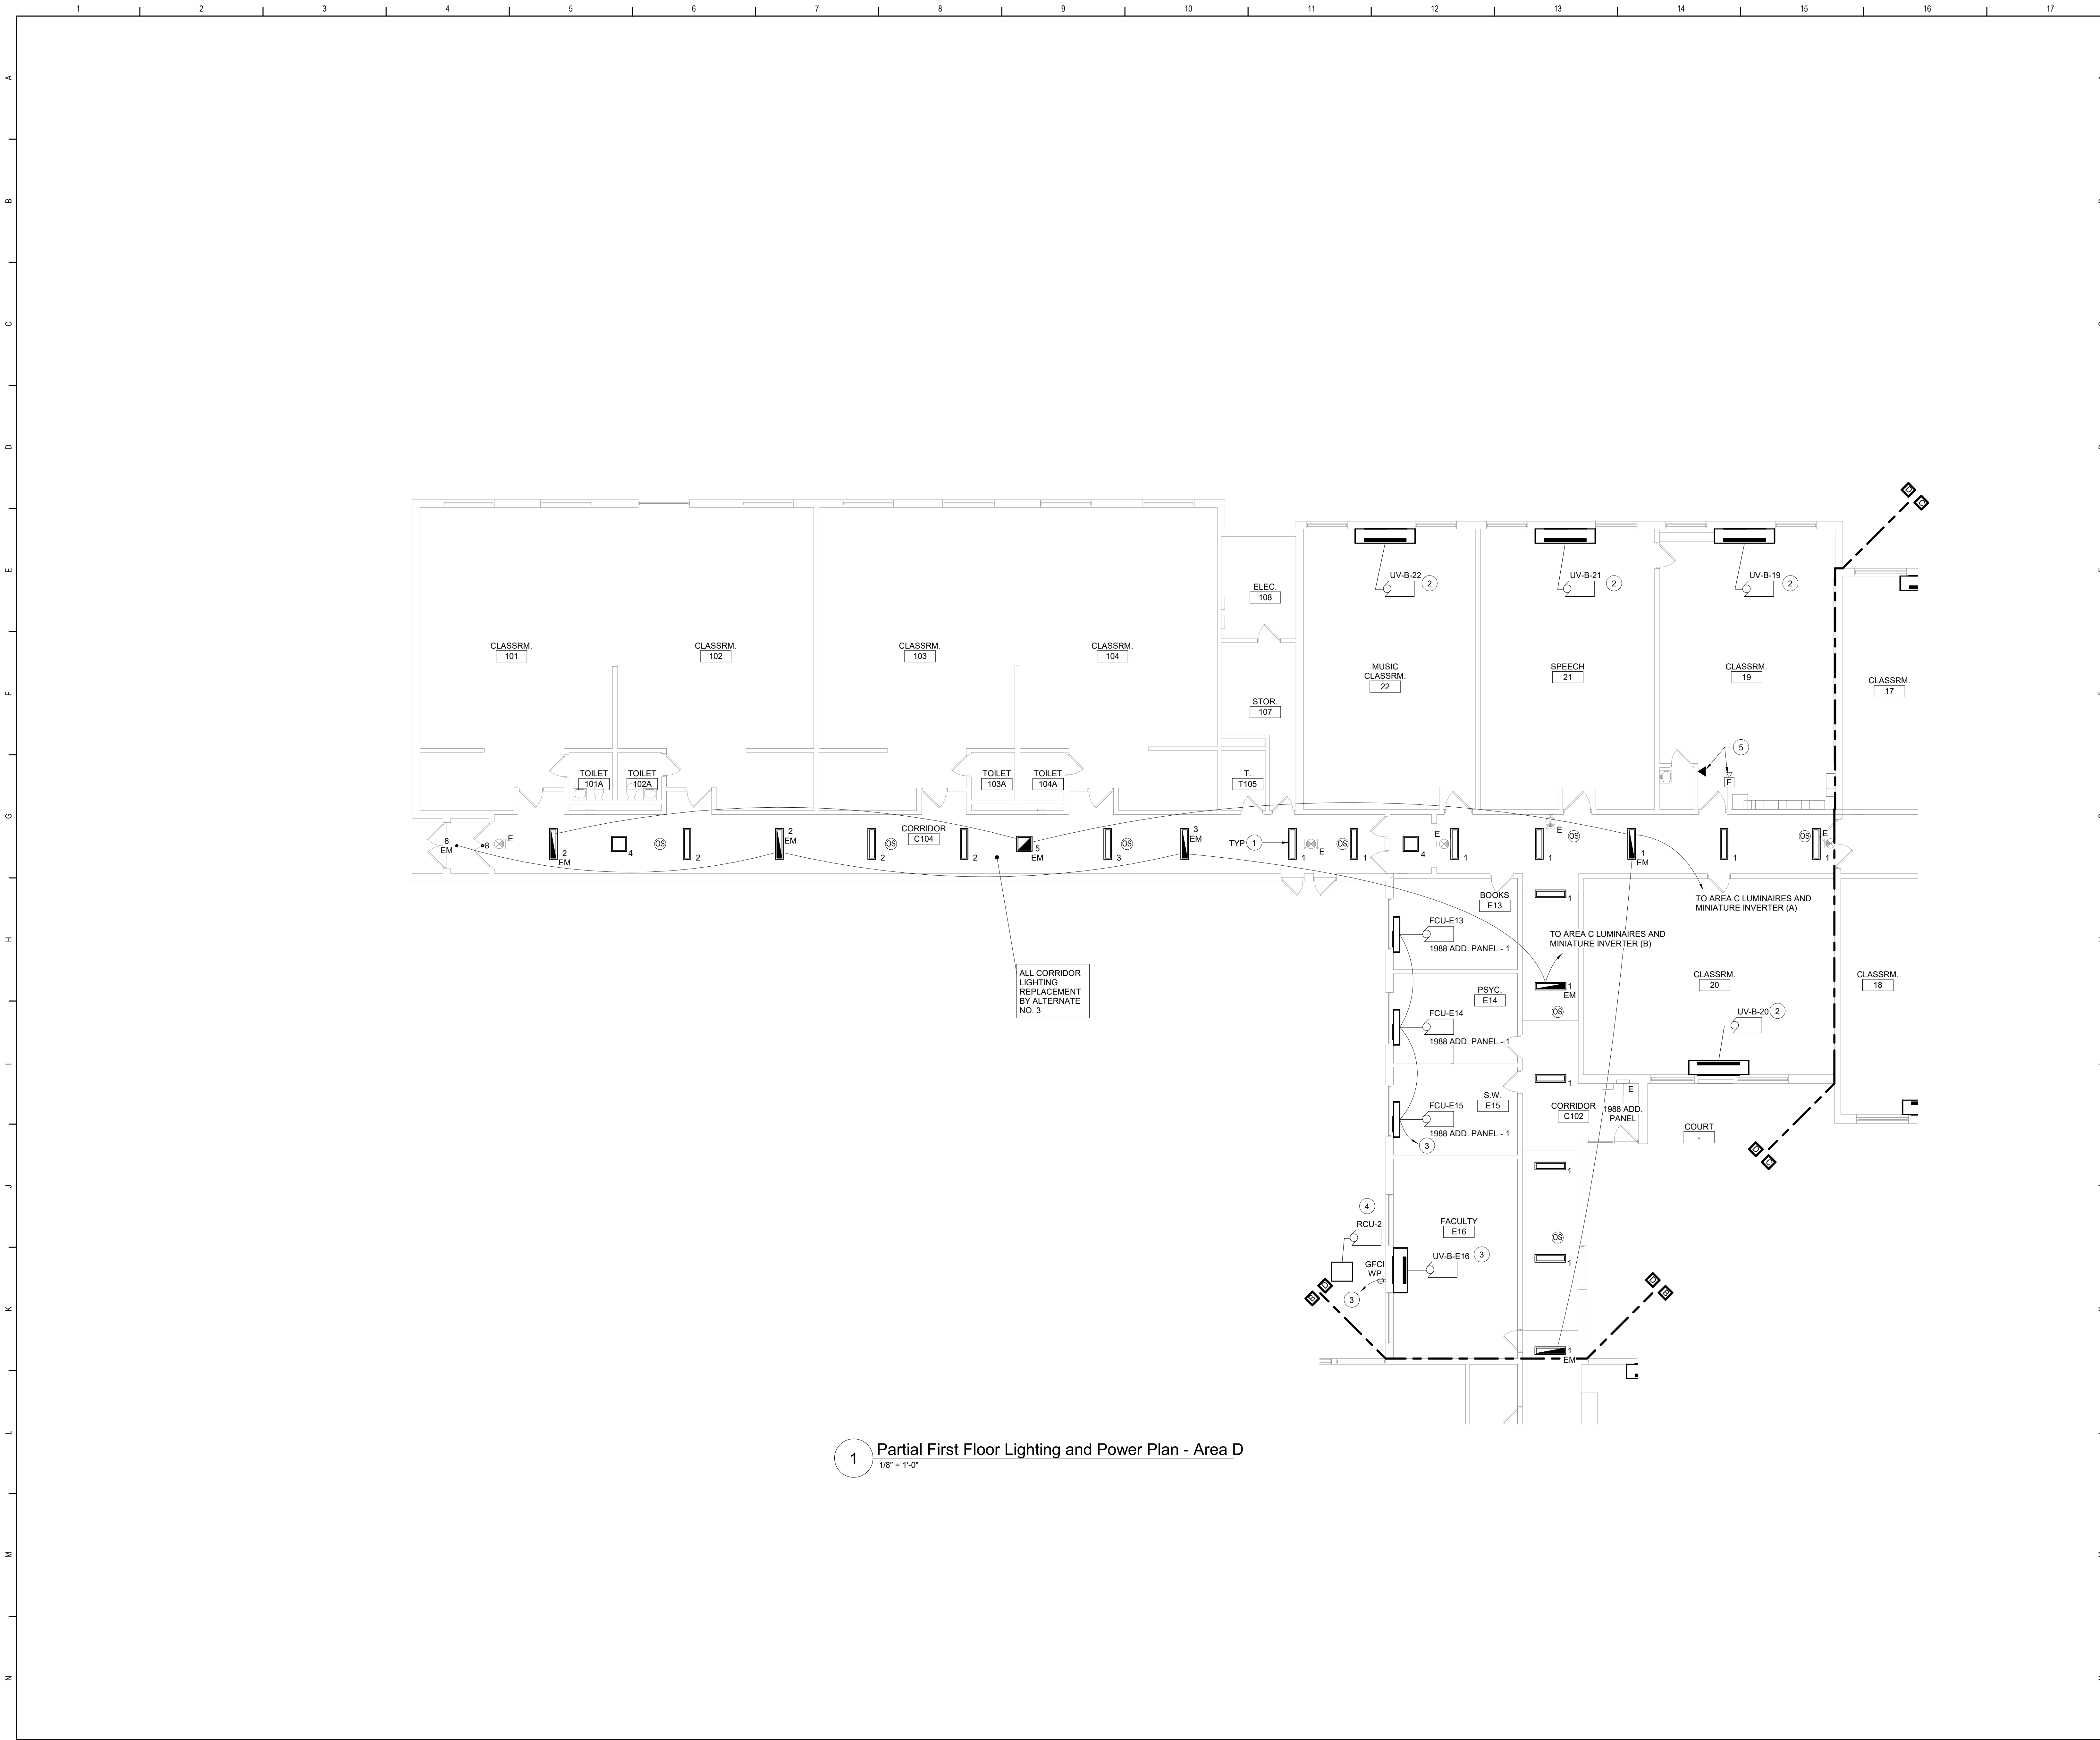 1 2 3 4 5 6 7 8 9 10 11 12 13 14 15 16 17
A
B
C
D
E
F
G
H
I
J
K
L
M
N
D
C
UV-B-22
2
UV-B-21
2
UV-B-19
2
ELEC.
108
CLASSRM.
101
CLASSRM.
102
CLASSRM.
103
CLASSRM.
104
MUSIC
CLASSRM.
22
SPEECH
21
CLASSRM.
19
CLASSRM.
17
STOR.
107
5
F
TOILET
101A
TOILET
102A
TOILET
103A
TOILET
104A
T.
T105
8
EM
8
E
2
EM
4
OS
2
2
EM
OS
2
CORRIDOR
C104
2
5
EM
3
OS
3
EM
TYP
1
1
E
OS
1
4
E
1
1
E
OS
1
EM
1
OS
E
1
TO AREA C LUMINAIRES AND
MINIATURE INVERTER (A)
BOOKS
E13
1
FCU-E13
1988 ADD. PANEL - 1
TO AREA C LUMINAIRES AND
MINIATURE INVERTER (B)
ALL CORRIDOR
LIGHTING
REPLACEMENT
BY ALTERNATE
NO. 3
PSYC.
E14
1
EM
OS
CLASSRM.
20
CLASSRM.
18
FCU-E14
1988 ADD. PANEL - 1
UV-B-20
2
1
S.W.
E15
FCU-E15
1988 ADD. PANEL - 1
3
CORRIDOR
C102
E
1988 ADD.
PANEL
COURT
-
D
C
1
4
RCU-2
FACULTY
E16
OS
UV-B-E16
3
1
GFCI
WP
3
D
B
D
B
1
EM
1
Partial First Floor Lighting and Power Plan - Area D
1/8" = 1'-0"